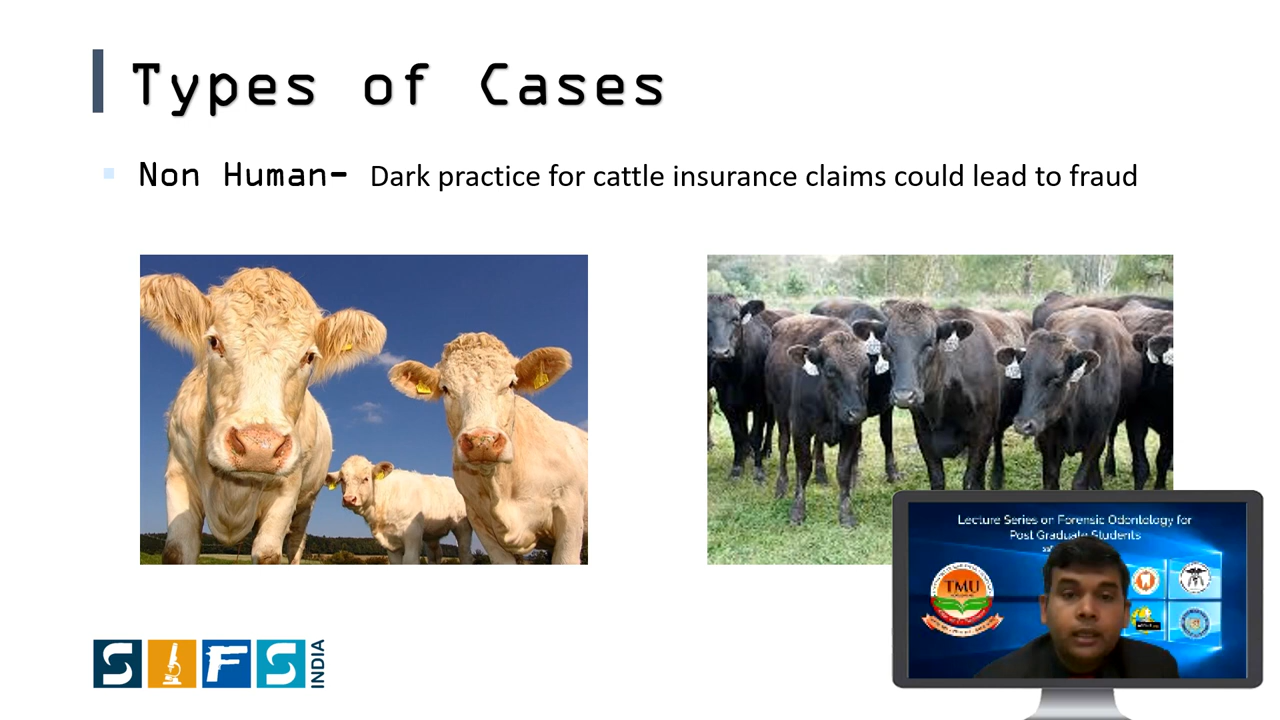 Types of Cases
Non Human- Dark practice for cattle insurance claims could lead to fraud
Lecture Series on Forensic Odontology for
Post Graduate Students
TMU
SIFS
INDIA